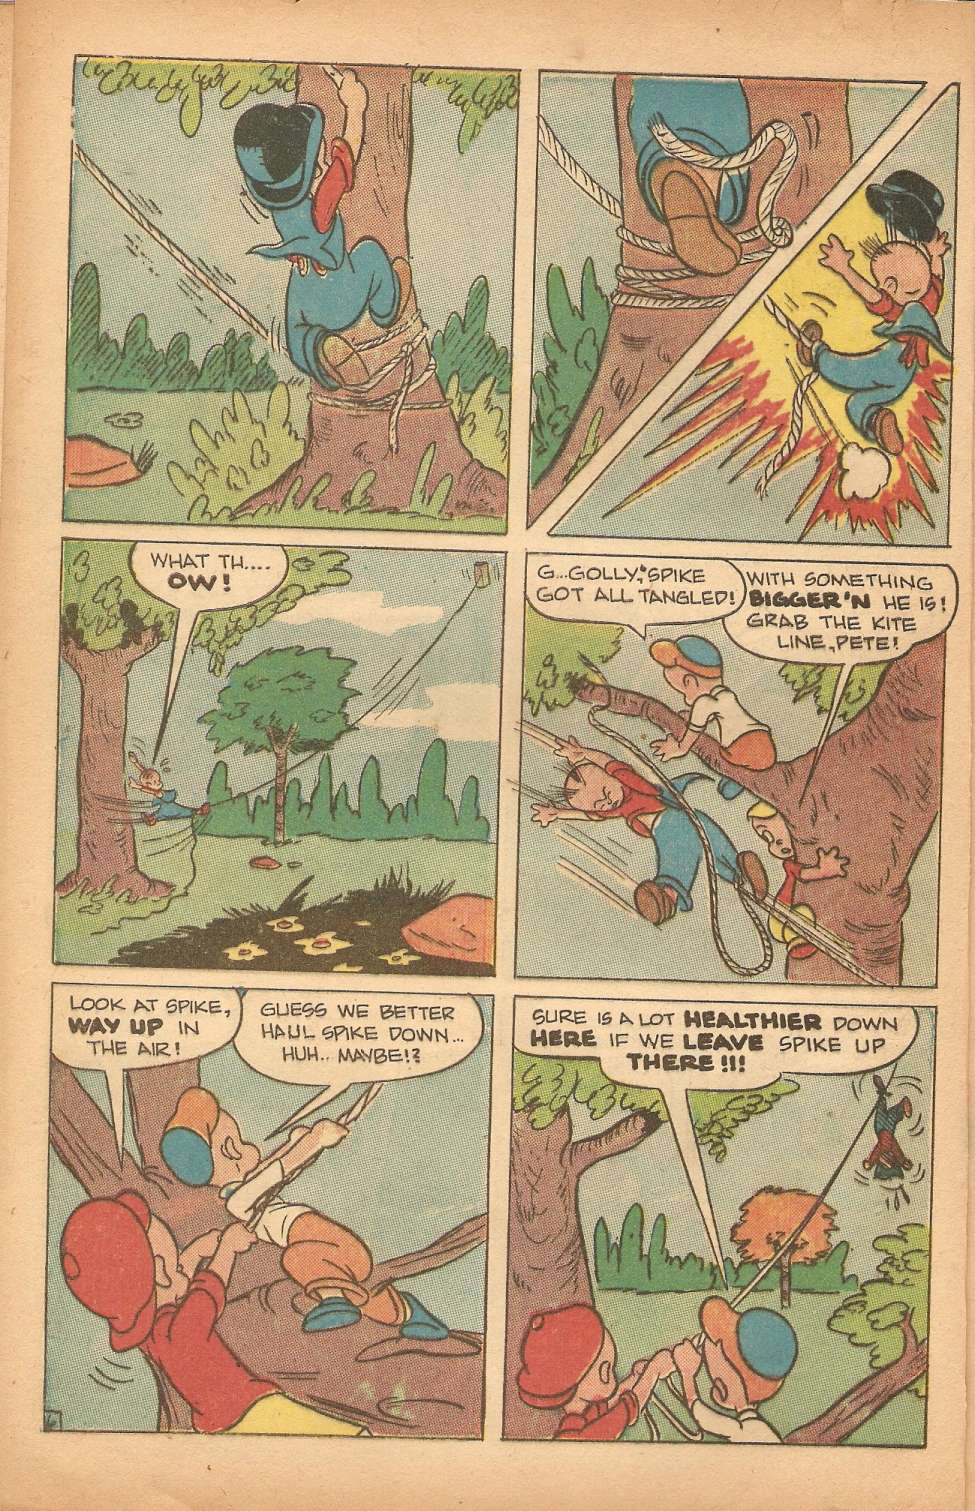 WHAT TH....
OW!
G...GOLLY, SPIKE
GOT ALL TANGLED!
WITH SOMETHING
BIGGER'N HE IS!
GRAB THE KITE
LINE, PETE!
LOOK AT SPIKE,
WAY UP IN
THE AIR!
GUESS WE BETTER
HAUL SPIKE DOWN...
HUH.. MAYBE!?
SURE IS A LOT HEALTHIER DOWN
HERE IF WE LEAVE SPIKE UP
THERE!!!